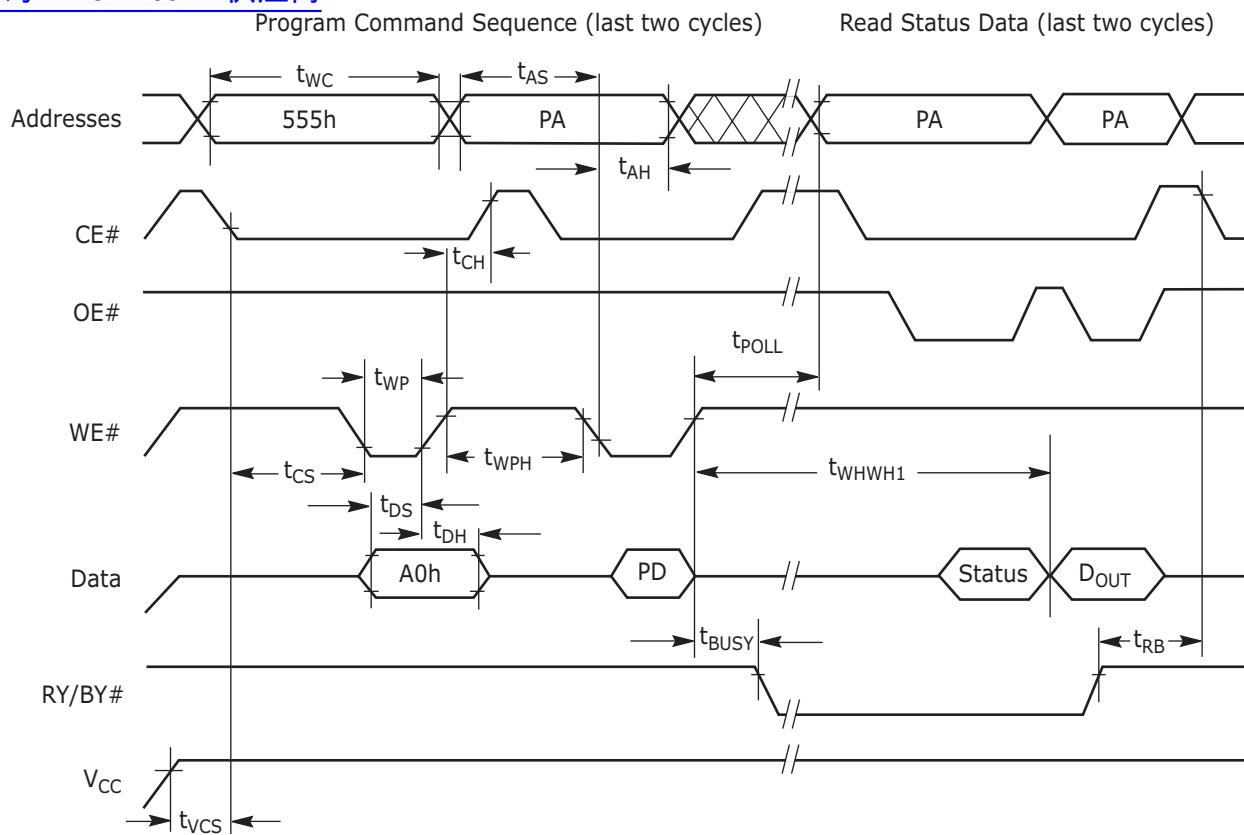 Program Command Sequence (last two cycles) Read Status Data (last two cycles)
tWC tAS
Addresses 555h PA PA PA
tAH
CE#
tCH
OE#
tPOLL
tWP
WE#
tCS tWPH tWHWH1
tDS
tDH
Data A0h PD Status DOUT
tBUSY tRB
RY/BY#
VCC
tVCS